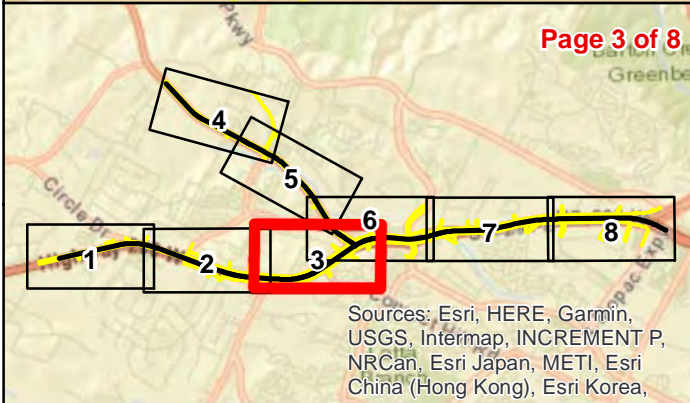 Pkwy
Page 3 of 8
Greenbe
4
5
Circle Dr
6
7
8
1
2
3
Highway
Sources: Esri, HERE, Garmin,
USGS, Intermap, INCREMENT P,
NRCan, Esri Japan, METI, Esri
China (Hong Kong), Esri Korea,